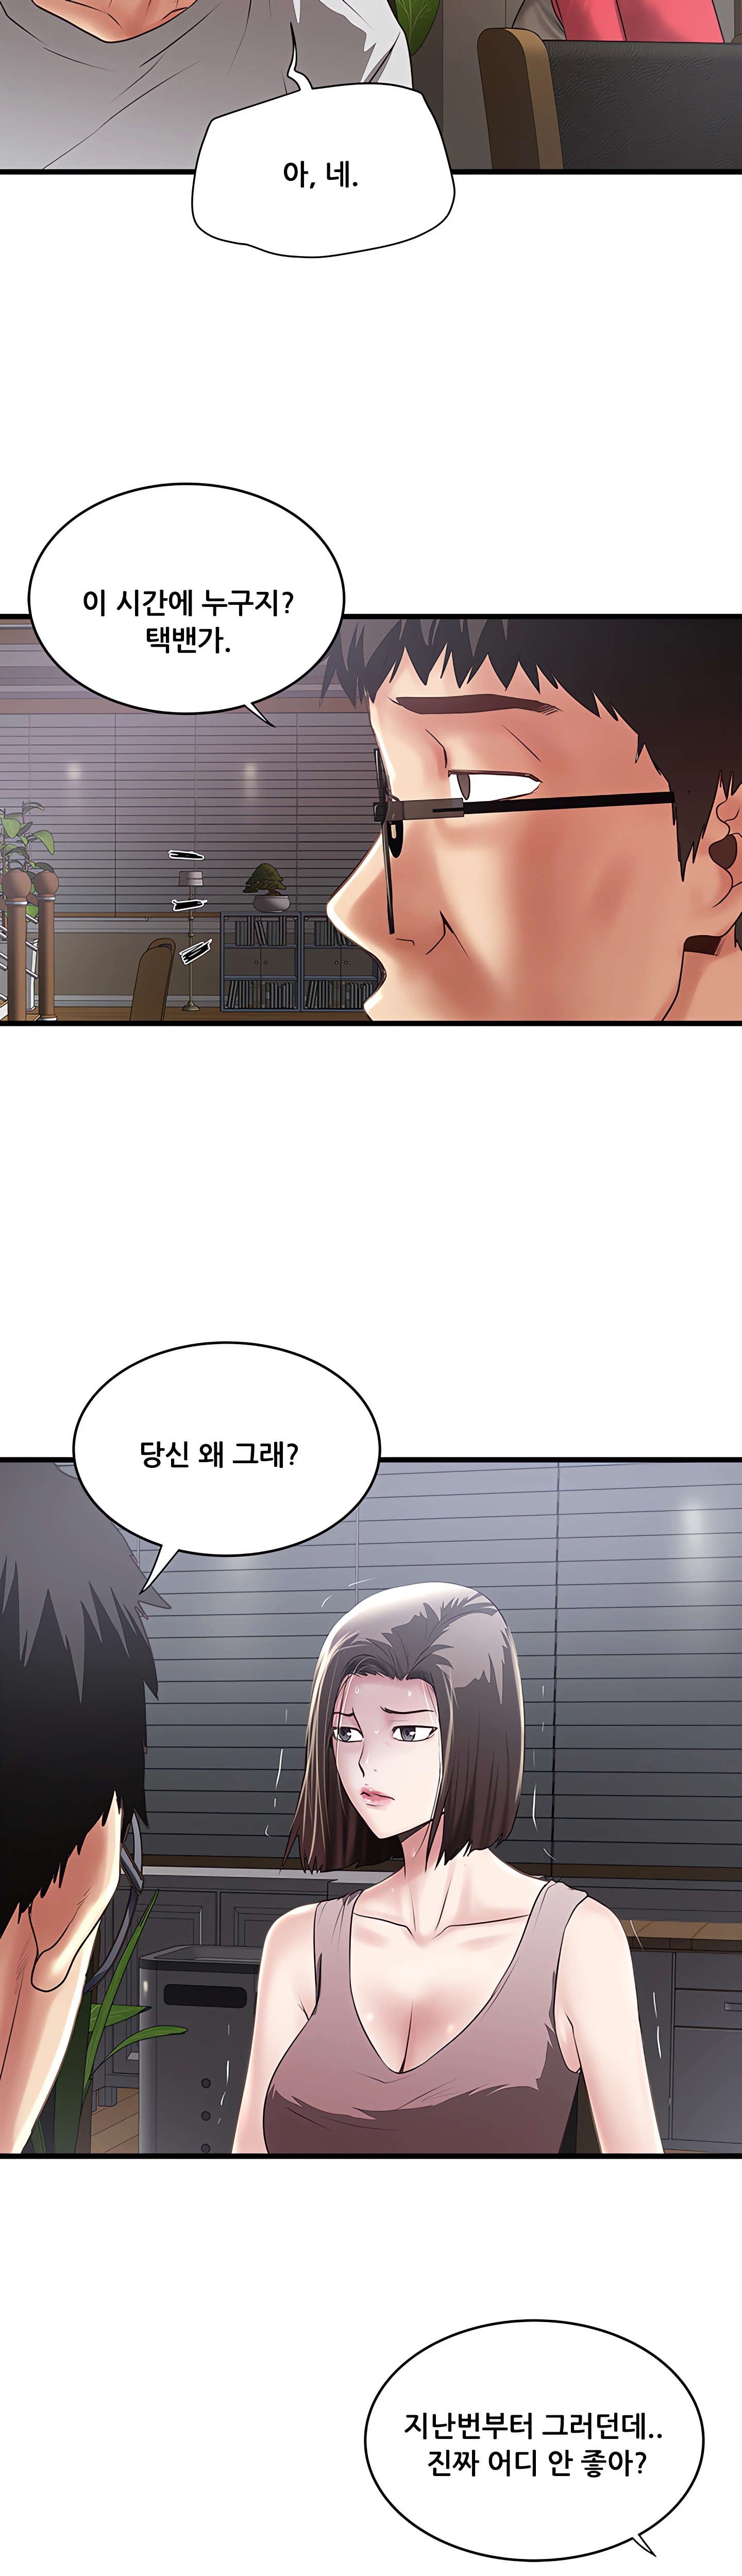 아, 네.
이 시간에 누구지?
택밴가.
당신 왜 그래?
지난번부터 그러던데..
진짜 어디 안 좋아?